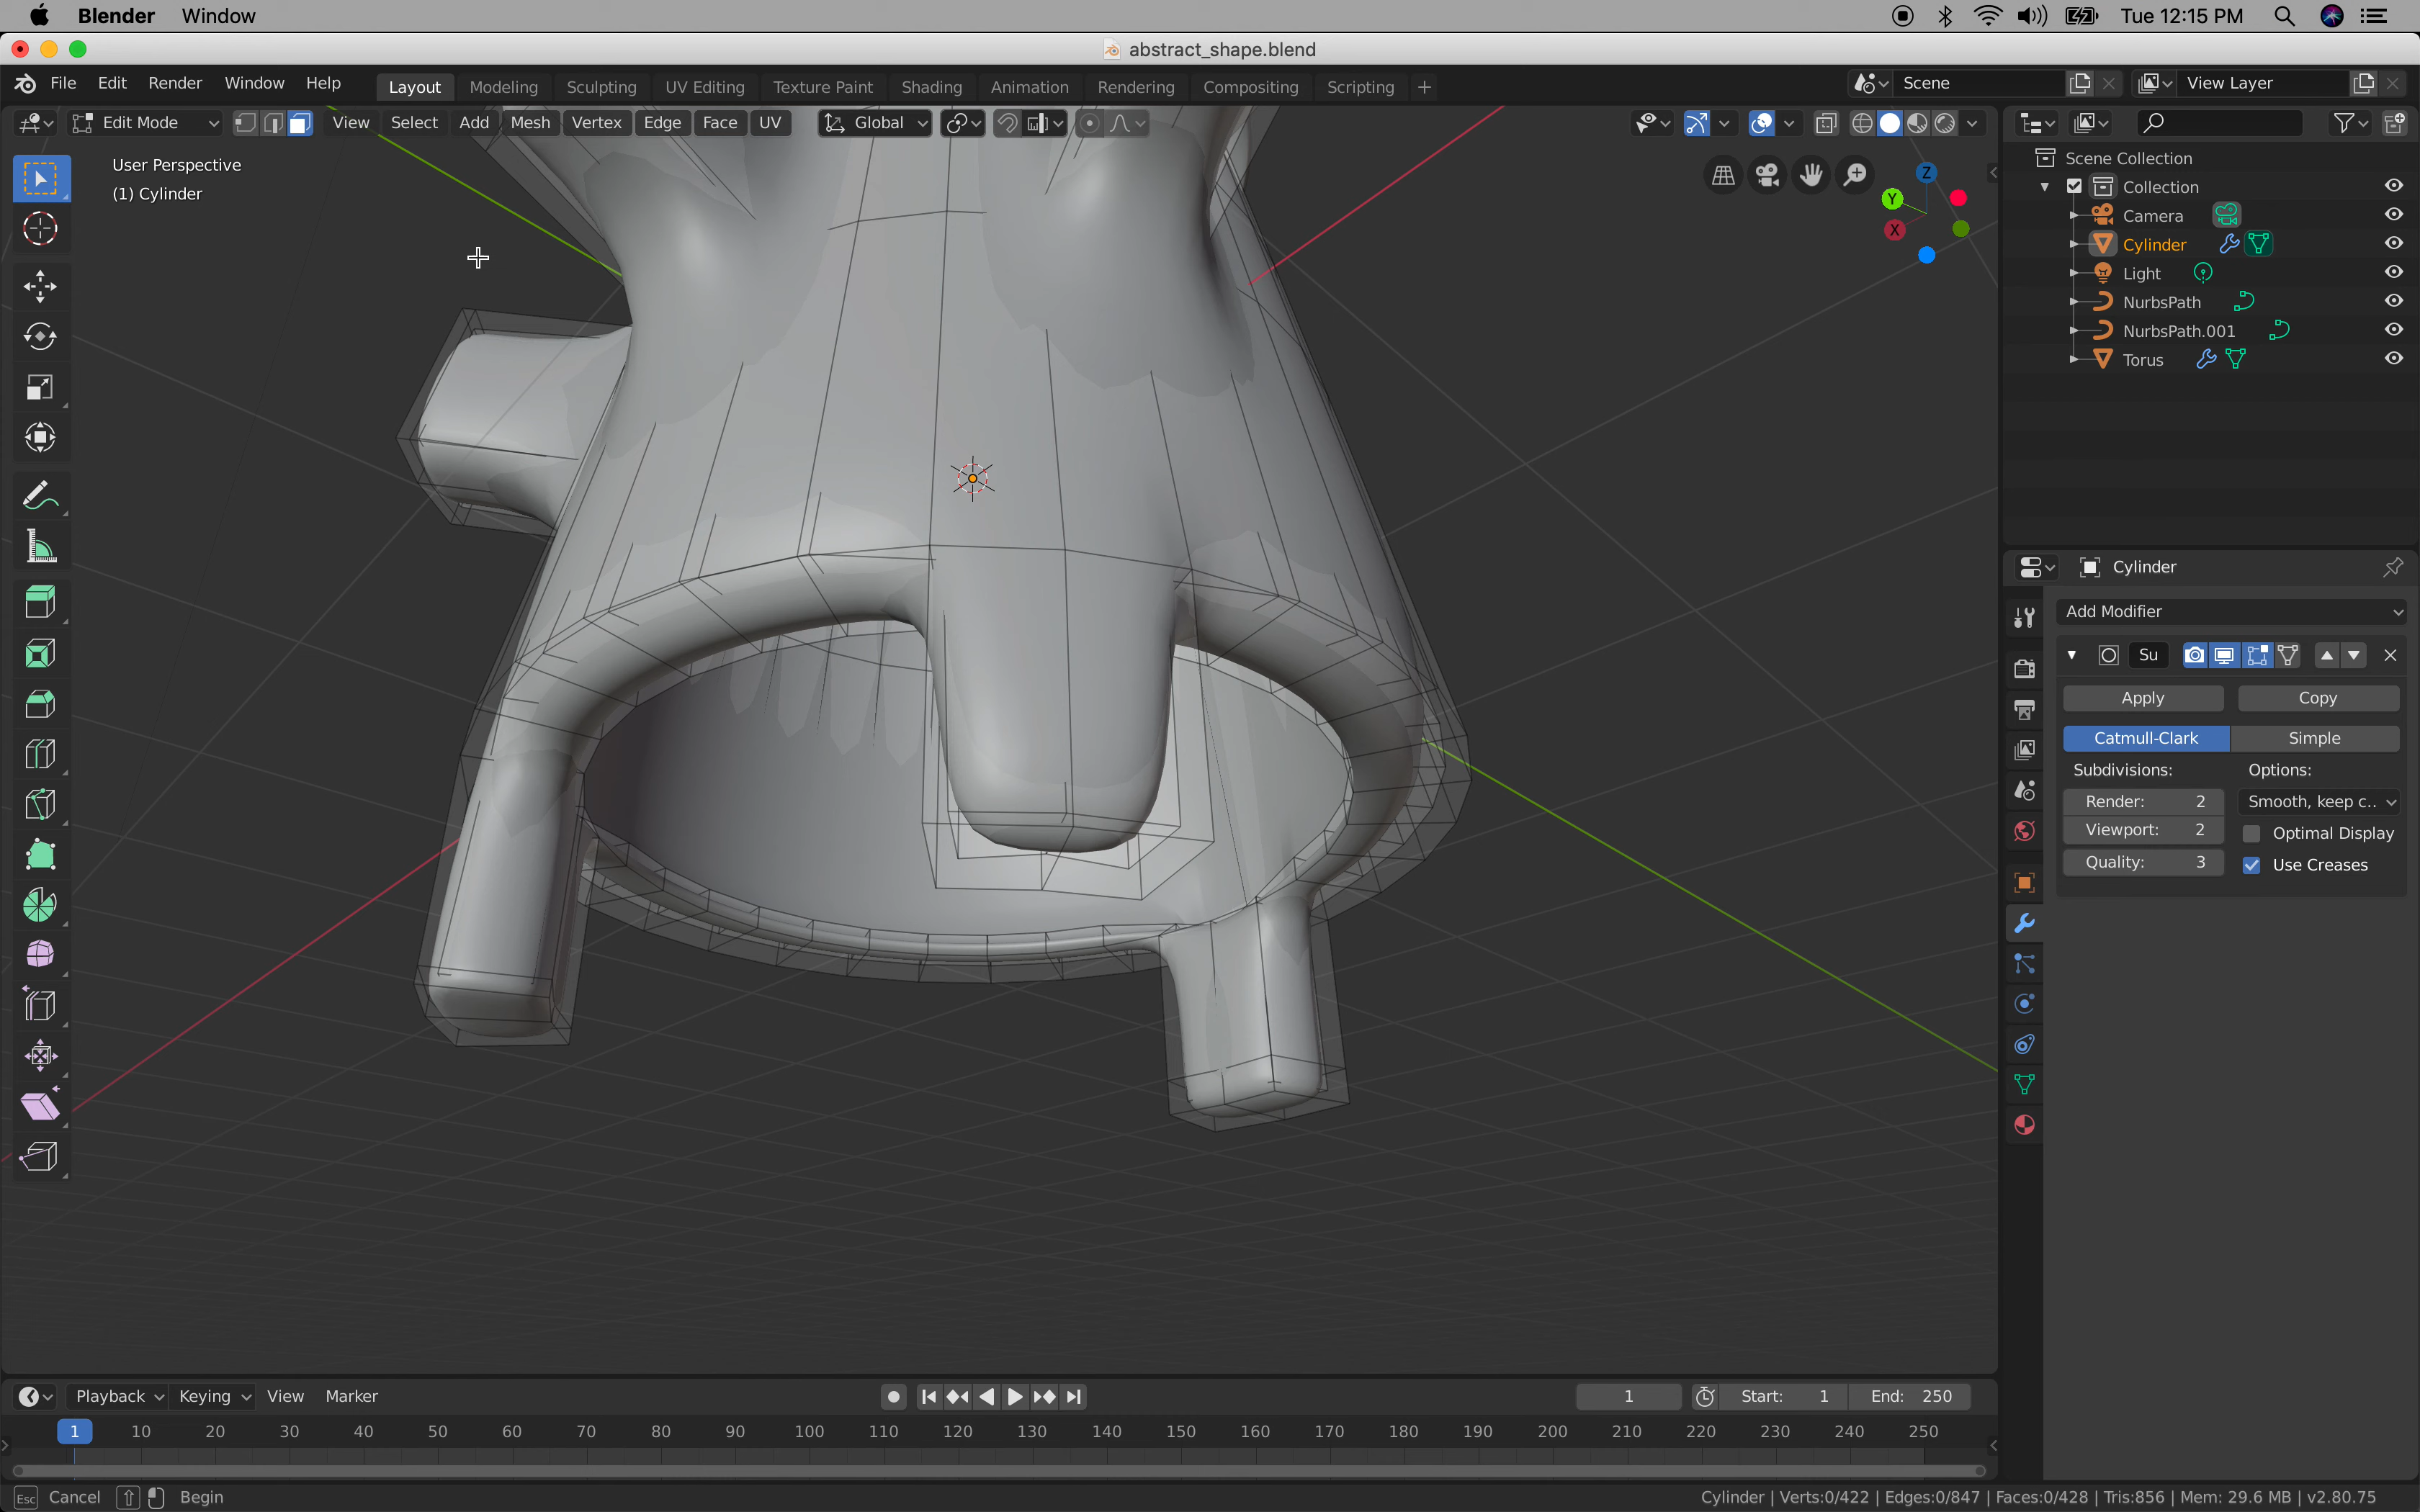 Blender Window Tue 12:15 PM
abstract_shape.blend
File Edit Render Window Help Layout Modeling Sculpting UV Editing Texture Paint Shading Animation Rendering Compositing Scripting + Scene View Layer
Edit Mode View Select Add Mesh Vertex Edge Face UV Global
User Perspective
(1) Cylinder
Z
Y
X
Scene Collection
Collection
Camera
Cylinder
Light
NurbsPath
NurbsPath.001
Torus
Cylinder
Add Modifier
Su
Apply Copy
Catmull-Clark Simple
Subdivisions: Options:
Render: 2 Smooth, keep c..
Viewport: 2 Optimal Display
Quality: 3 Use Creases
Playback Keying View Marker 1 Start: 1 End: 250
1 10 20 30 40 50 60 70 80 90 100 110 120 130 140 150 160 170 180 190 200 210 220 230 240 250
Esc Cancel Begin Cylinder | Verts:0/422 | Edges:0/847 | Faces:0/428 | Tris:856 | Mem: 29.6 MB | v2.80.75